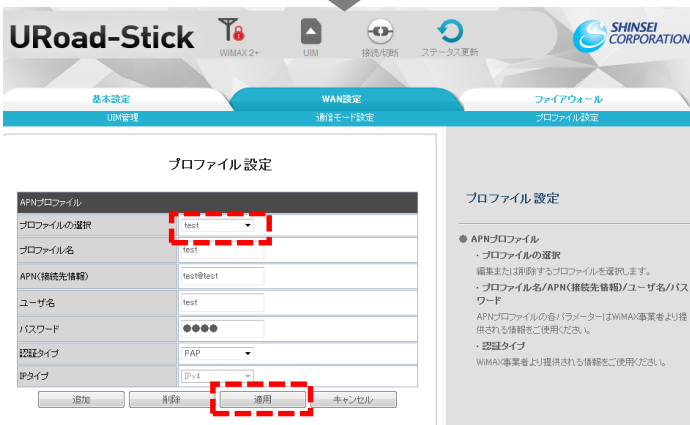 URoad-Stick
WiMAX 2+
UIM
接続/切断
ステータス更新
SHINSEI
CORPORATION
基本設定
WAN設定
ファイアウォール
UIM管理
通信モード設定
プロファイル設定
プロファイル 設定
APNプロファイル
プロファイルの選択
test
プロファイル名
test
APN(接続先情報)
test@test
ユーザ名
test
パスワード
●●●●
認証タイプ
PAP
IPタイプ
IPv4
追加
削除
適用
キャンセル
プロファイル 設定
● APNプロファイル
・プロファイルの選択
編集または削除するプロファイルを選択します。
・プロファイル名/APN(接続先情報)/ユーザ名/パス
ワード
APNプロファイルの各パラメーターはWiMAX事業者より提
供される情報をご使用ください。
・認証タイプ
WiMAX事業者より提供される情報をご使用ください。